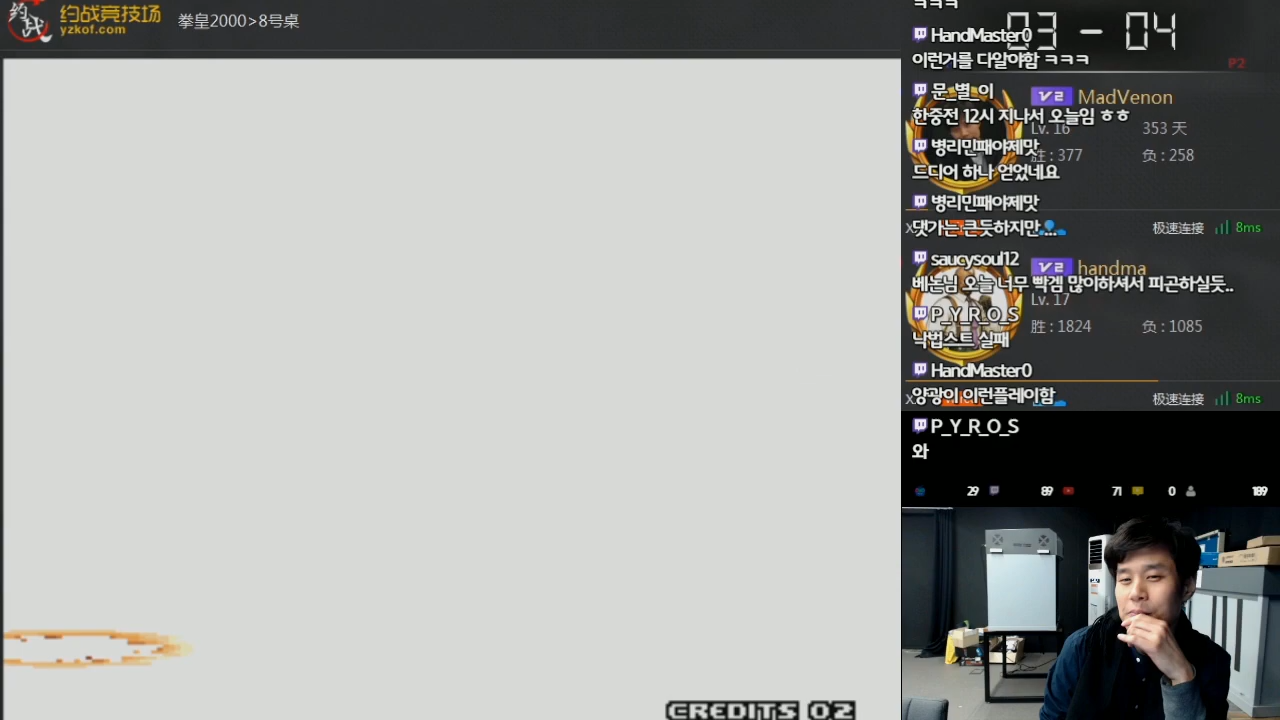 约战
约战竞技场
yzkof.com
拳皇2000>8号桌
ㅋㅋㅋ
03 - 04
HandMaster0
이런거를 다알아함 ㅋㅋㅋ
P2
문_별_이
MadVenon
한중전 12시 지나서 오늘임 ㅎㅎ
Lv. 16
353 天
병리민패야제맛
胜 : 377
负 : 258
드디어 하나 얻었네요
병리민패야제맛
댓가는 큰듯하지만...
极速连接
8ms
saucysoul12
handma
베논님 오늘 너무 빡겜 많이하셔서 피곤하실듯..
Lv. 17
P_Y_R_O_S
胜 : 1824
负 : 1085
낙법스트 실패
HandMaster0
양광이 이런플레이함
极速连接
8ms
P_Y_R_O_S
와
29
89
71
0
189
CREDITS 02